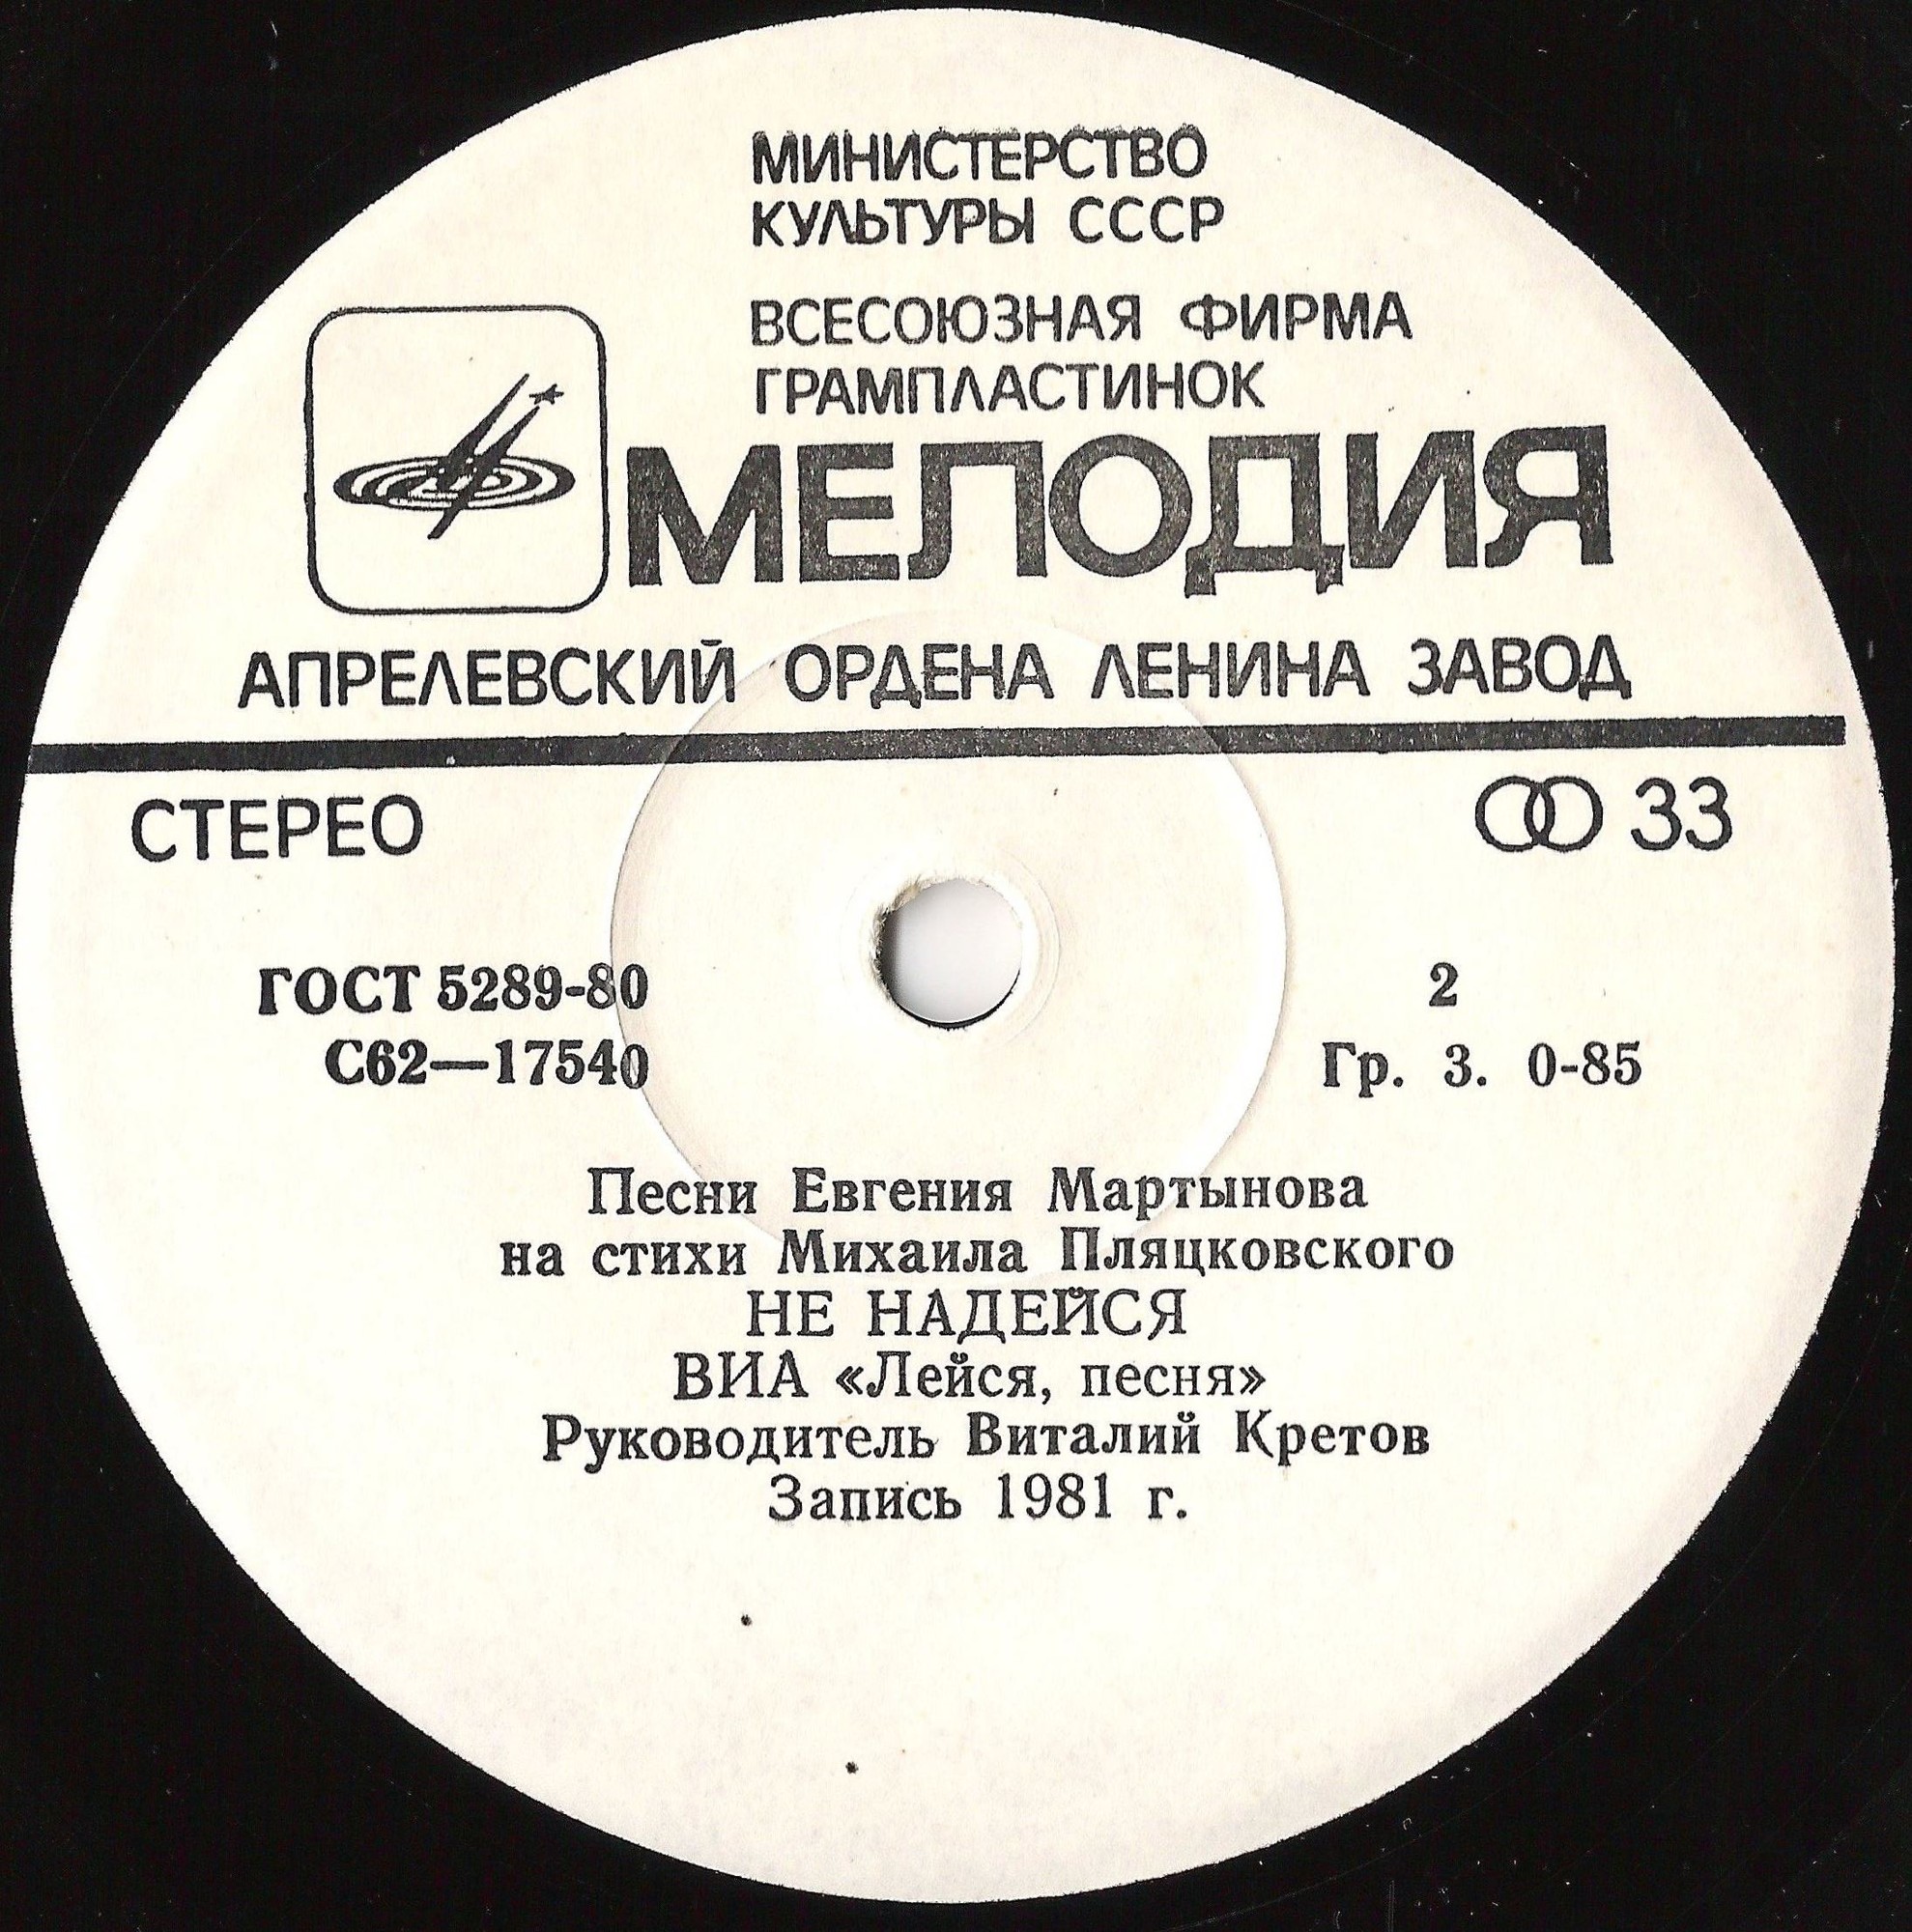 МИНИСТЕРСТВО
КУЛЬТУРЫ СССР
ВСЕСОЮЗНАЯ ФИРМА
ГРАМПЛАСТИНОК
МЕЛОДИЯ
АПРЕЛЕВСКИЙ ОРДЕНА ЛЕНИНА ЗАВОД
СТЕРЕО 33
ГОСТ 5289-80 2
С62—17540 Гр. 3. 0-85
Песни Евгения Мартынова
на стихи Михаила Пляцковского
НЕ НАДЕЙСЯ
ВИА «Лейся, песня»
Руководитель Виталий Кретов
Запись 1981 г.